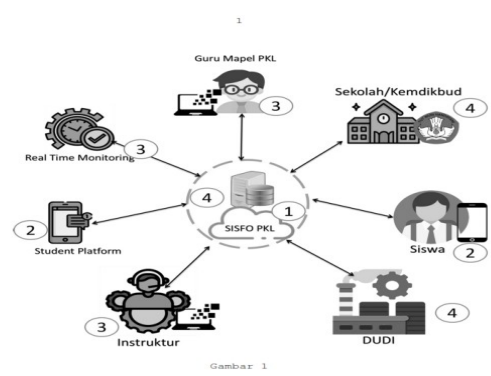 1
Guru Mapel PKL
3
Sekolah/Kemdikbud
4
Real Time Monitoring
3
4
1
SISFO PKL
2
Student Platform
Siswa
2
3
Instruktur
4
DUDI
Gambar 1